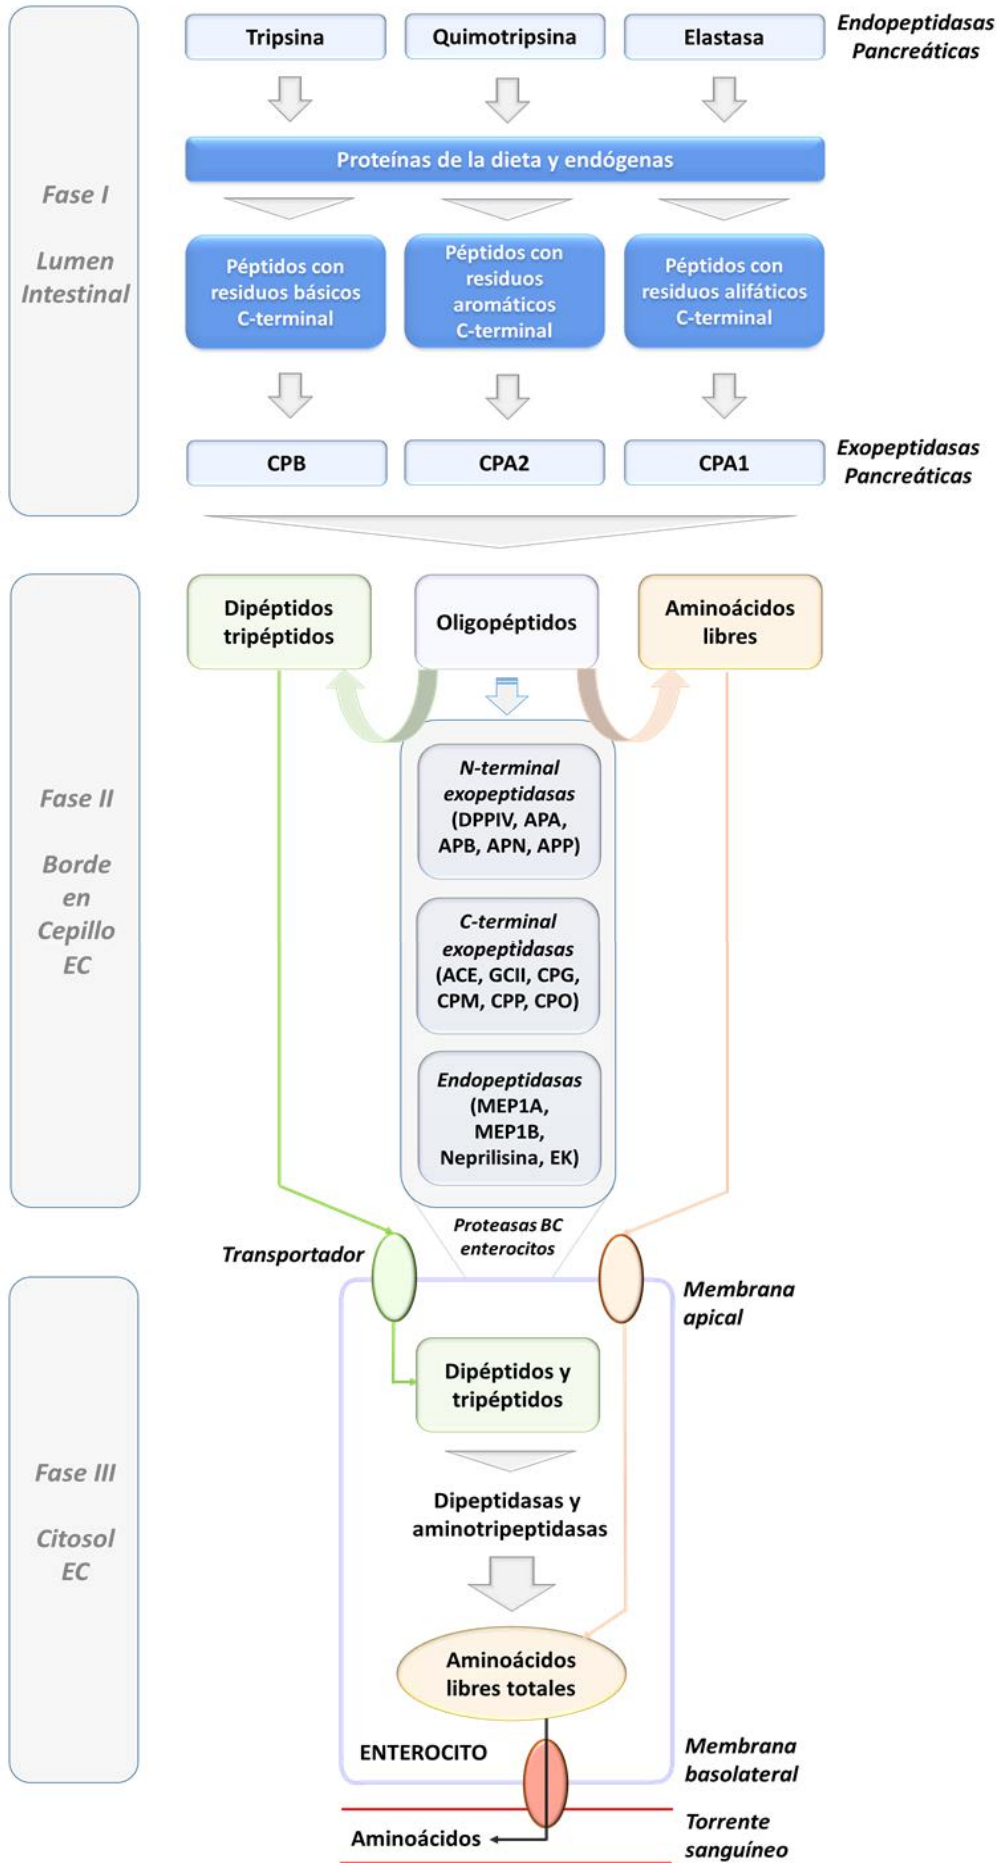 Tripsina
Quimotripsina
Elastasa
Endopeptidasas
Pancreáticas
Proteínas de la dieta y endógenas
Fase I
Lumen
Intestinal
Péptidos con
residuos básicos
C-terminal
Péptidos con
residuos
aromáticos
C-terminal
Péptidos con
residuos alifáticos
C-terminal
CPB
CPA2
CPA1
Exopeptidasas
Pancreáticas
Dipéptidos
tripéptidos
Oligopéptidos
Aminoácidos
libres
Fase II
Borde
en
Cepillo
EC
N-terminal
exopeptidasas
(DPPIV, APA,
APB, APN, APP)
C-terminal
exopeptidasas
(ACE, GCII, CPG,
CPM, CPP, CPO)
Endopeptidasas
(MEP1A,
MEP1B,
Neprilisina, EK)
Proteasas BC
enterocitos
Transportador
Membrana
apical
Dipéptidos y
tripéptidos
Fase III
Citosol
EC
Dipeptidasas y
aminotripeptidasas
Aminoácidos
libres totales
ENTEROCITO
Membrana
basolateral
Aminoácidos
Torrente
sanguíneo